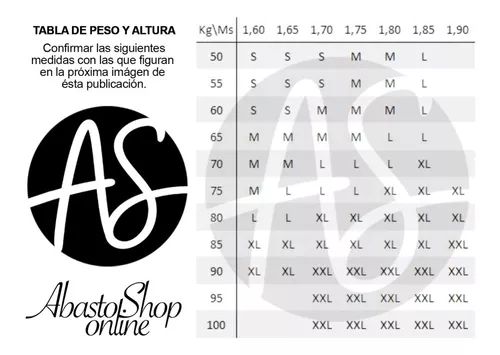 TABLA DE PESO Y ALTURA
Confirmar las siguientes
medidas con las que figuran
en la próxima imágen de
ésta publicación.
AS
Abasto Shop
online
Kg\Ms 1,60 1,65 1,70 1,75 1,80 1,85 1,90
50 S S S M M L
55 S S S M M L
60 S S M M M L
65 M M M M L L
70 M M L L L XL
75 M L L L XL XL XL
80 L L XL XL XL XL XL
85 XL XL XL XL XL XL XL
90 XL XL XXL XXL XXL XXL XXL
95 XXL XXL XXL XXL XXL
100 XXL XXL XXL XXL XXL